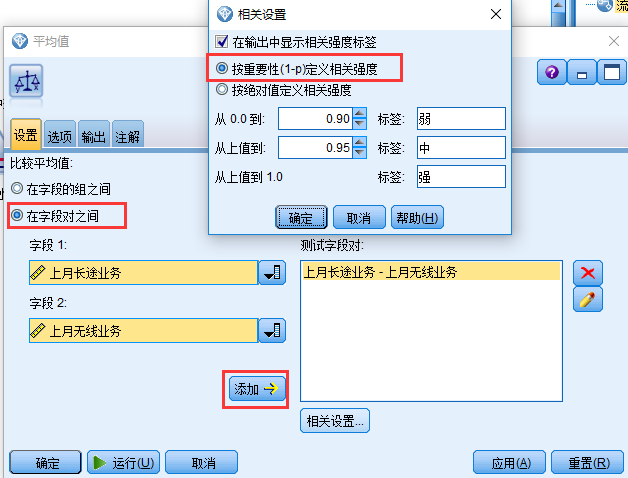 流
相关设置
在输出中显示相关强度标签
按重要性(1-p)定义相关强度
按绝对值定义相关强度
从 0.0 到: 0.90 标签: 弱
从上值到: 0.95 标签: 中
从上值到 1.0 标签: 强
确定 取消 帮助(H)
平均值
设置 选项 输出 注解
比较平均值:
在字段的组之间
在字段对之间
字段 1:
上月长途业务
字段 2:
上月无线业务
添加
测试字段对:
上月长途业务 - 上月无线业务
相关设置...
确定 运行(U) 取消 应用(A) 重置(R)